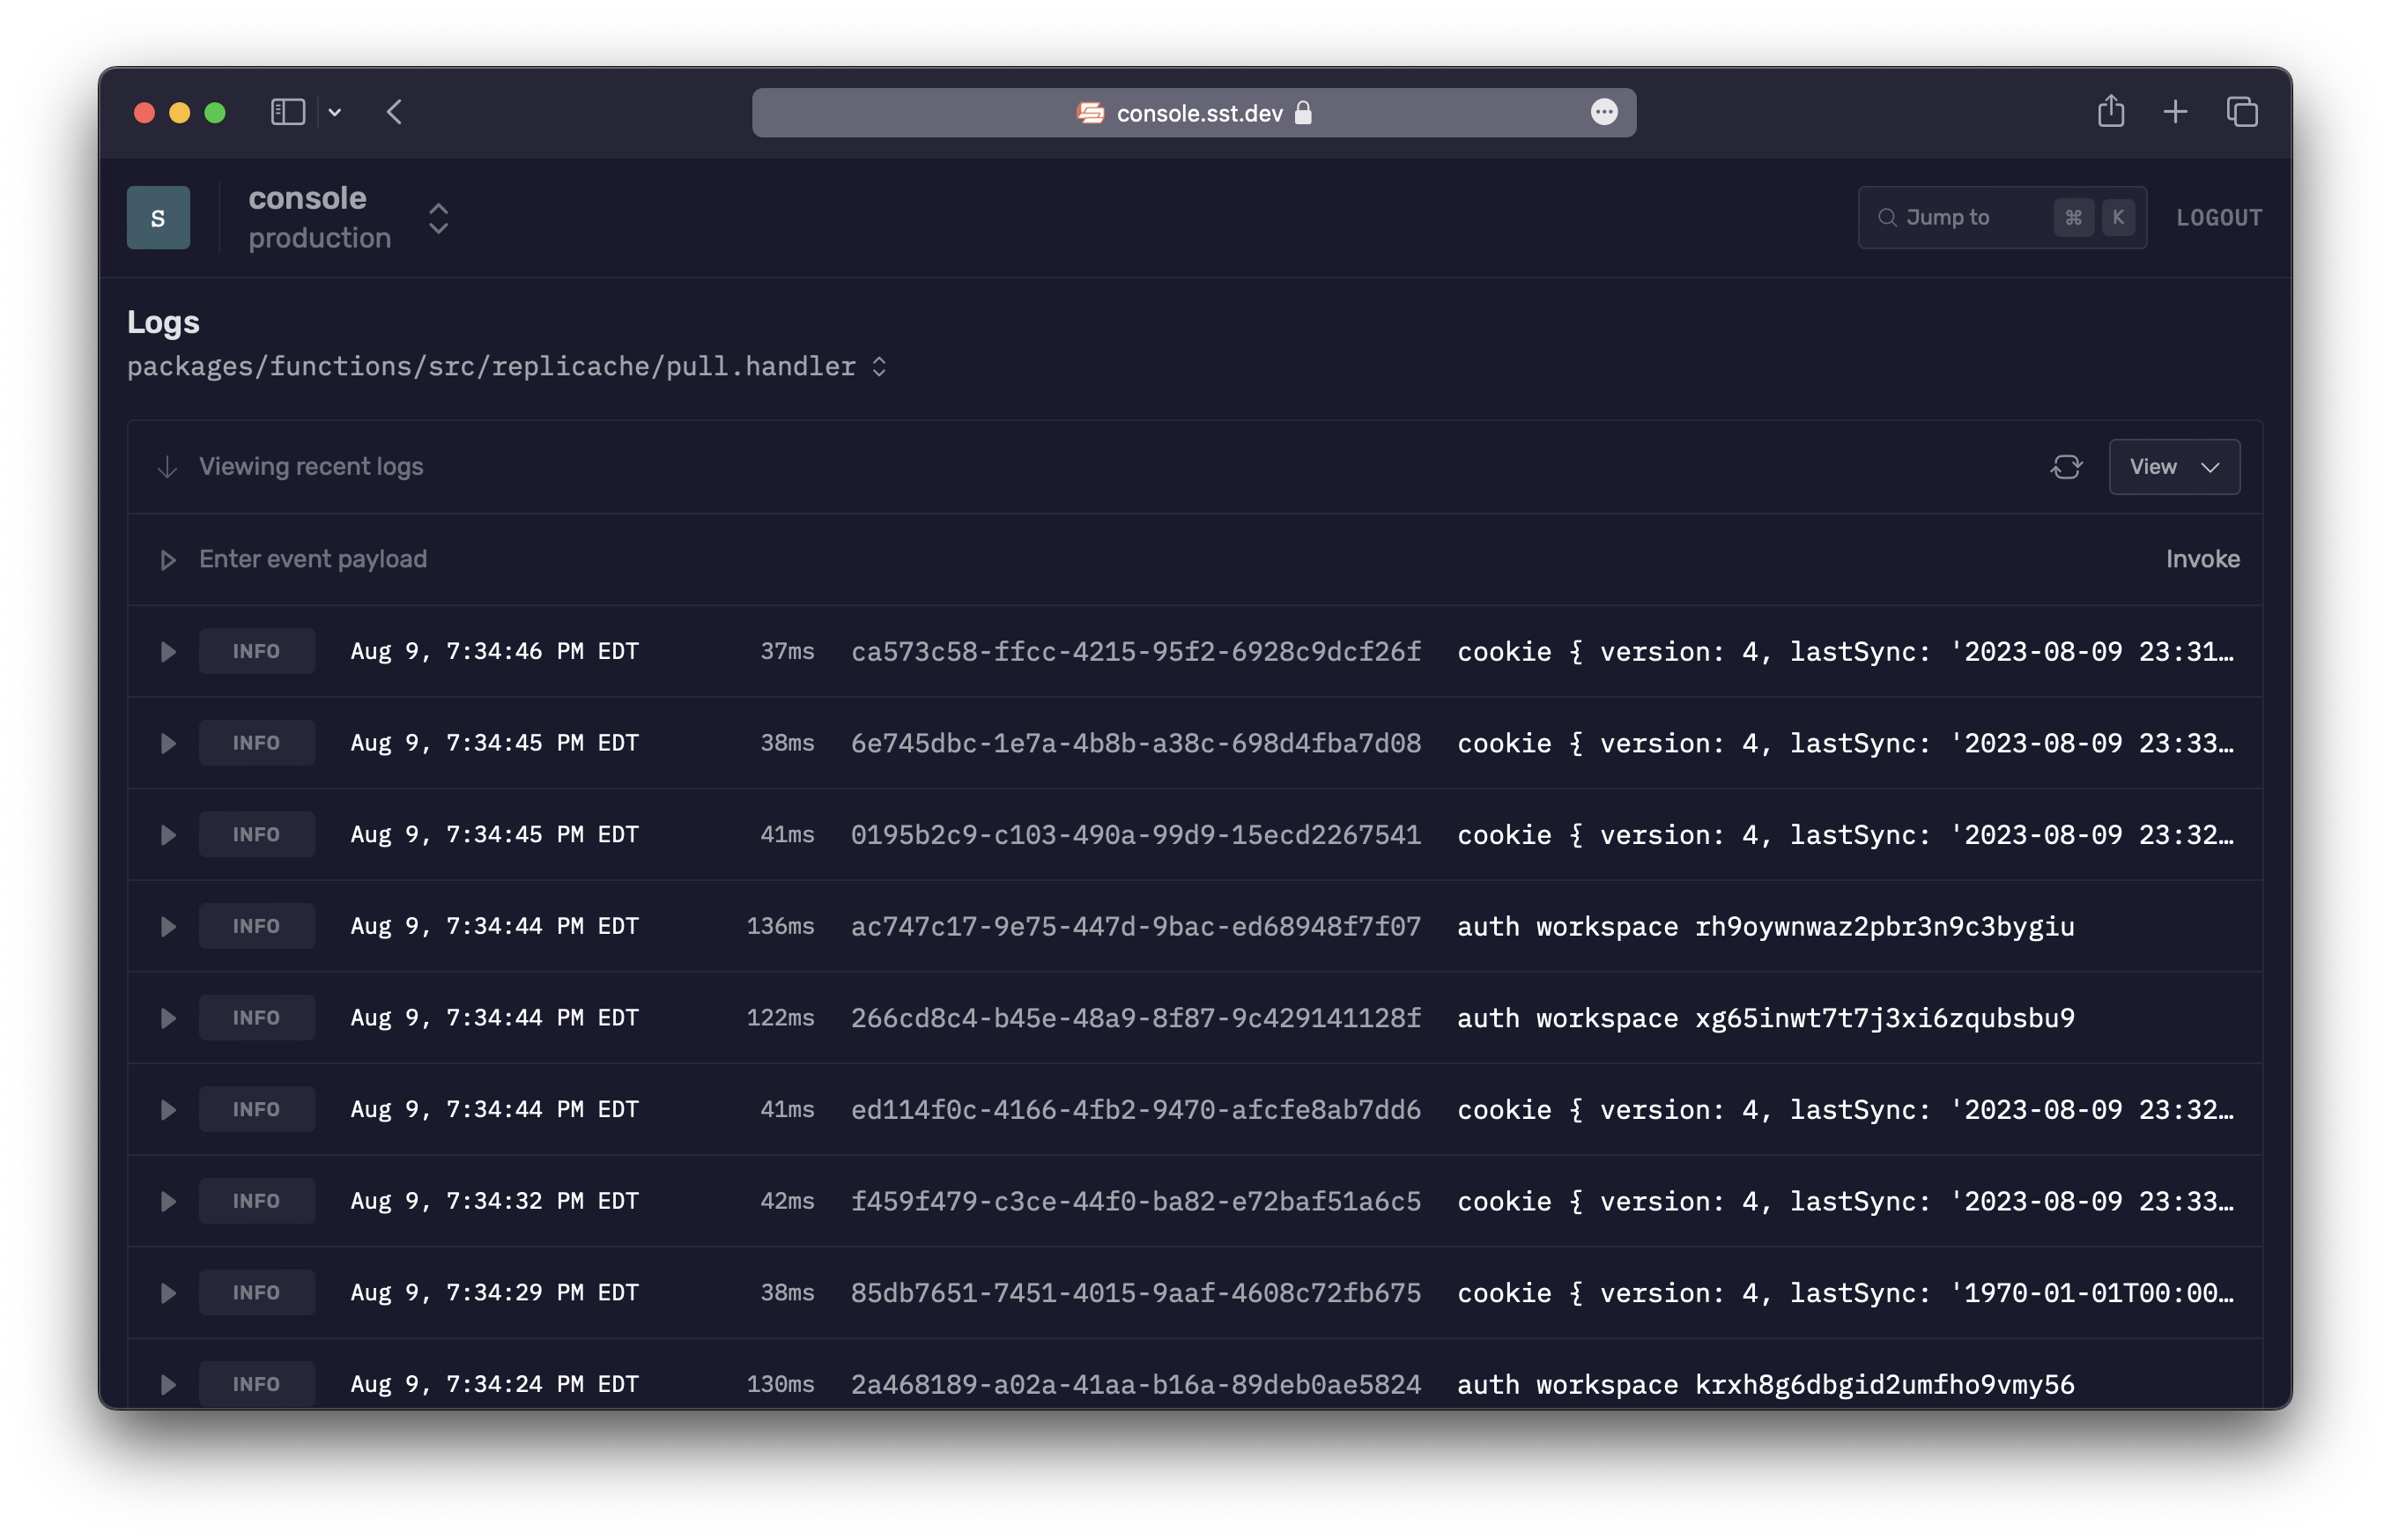 console.sst.dev
S
console
production
Jump to ⌘ K
LOGOUT
Logs
packages/functions/src/replicache/pull.handler
Viewing recent logs
View
Enter event payload
Invoke
INFO Aug 9, 7:34:46 PM EDT 37ms ca573c58-ffcc-4215-95f2-6928c9dcf26f cookie { version: 4, lastSync: '2023-08-09 23:31…
INFO Aug 9, 7:34:45 PM EDT 38ms 6e745dbc-1e7a-4b8b-a38c-698d4fba7d08 cookie { version: 4, lastSync: '2023-08-09 23:33…
INFO Aug 9, 7:34:45 PM EDT 41ms 0195b2c9-c103-490a-99d9-15ecd2267541 cookie { version: 4, lastSync: '2023-08-09 23:32…
INFO Aug 9, 7:34:44 PM EDT 136ms ac747c17-9e75-447d-9bac-ed68948f7f07 auth workspace rh9oywnwaz2pbr3n9c3bygiu
INFO Aug 9, 7:34:44 PM EDT 122ms 266cd8c4-b45e-48a9-8f87-9c429141128f auth workspace xg65inwt7t7j3xi6zqubsbu9
INFO Aug 9, 7:34:44 PM EDT 41ms ed114f0c-4166-4fb2-9470-afcfe8ab7dd6 cookie { version: 4, lastSync: '2023-08-09 23:32…
INFO Aug 9, 7:34:32 PM EDT 42ms f459f479-c3ce-44f0-ba82-e72baf51a6c5 cookie { version: 4, lastSync: '2023-08-09 23:33…
INFO Aug 9, 7:34:29 PM EDT 38ms 85db7651-7451-4015-9aaf-4608c72fb675 cookie { version: 4, lastSync: '1970-01-01T00:00…
INFO Aug 9, 7:34:24 PM EDT 130ms 2a468189-a02a-41aa-b16a-89deb0ae5824 auth workspace krxh8g6dbgid2umfho9vmy56